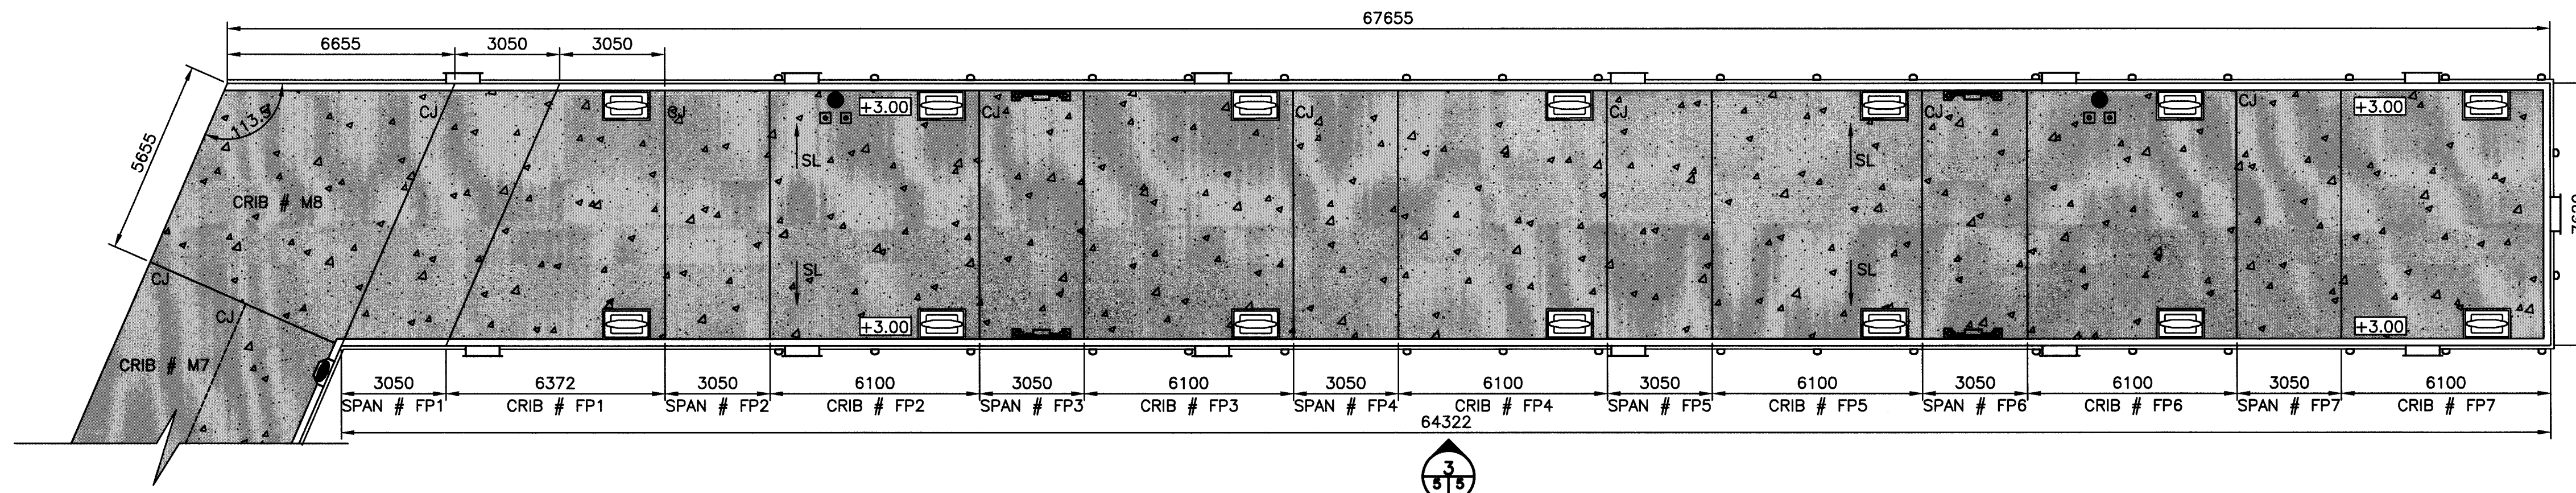 67655
6655
3050
3050
5655
113.5
CJ
CJ
CJ
CJ
CJ
CJ
CJ
+3.00
+3.00
SL
SL
CRIB # M8
SL
SL
CJ
CJ
CRIB # M7
+3.00
+3.00
3050
6372
3050
6100
3050
6100
3050
6100
3050
6100
3050
6100
3050
6100
SPAN # FP1
CRIB # FP1
SPAN # FP2
CRIB # FP2
SPAN # FP3
CRIB # FP3
SPAN # FP4
CRIB # FP4
SPAN # FP5
CRIB # FP5
SPAN # FP6
CRIB # FP6
SPAN # FP7
CRIB # FP7
64322
3
5 5